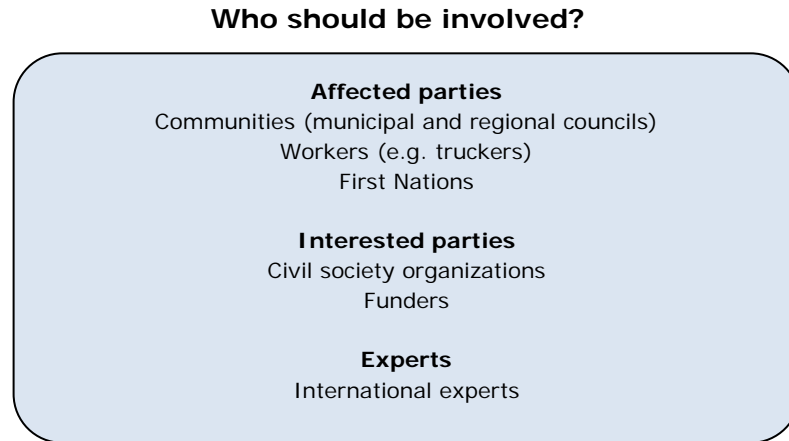 Who should be involved?
Affected parties
Communities (municipal and regional councils)
Workers (e.g. truckers)
First Nations
Interested parties
Civil society organizations
Funders
Experts
International experts